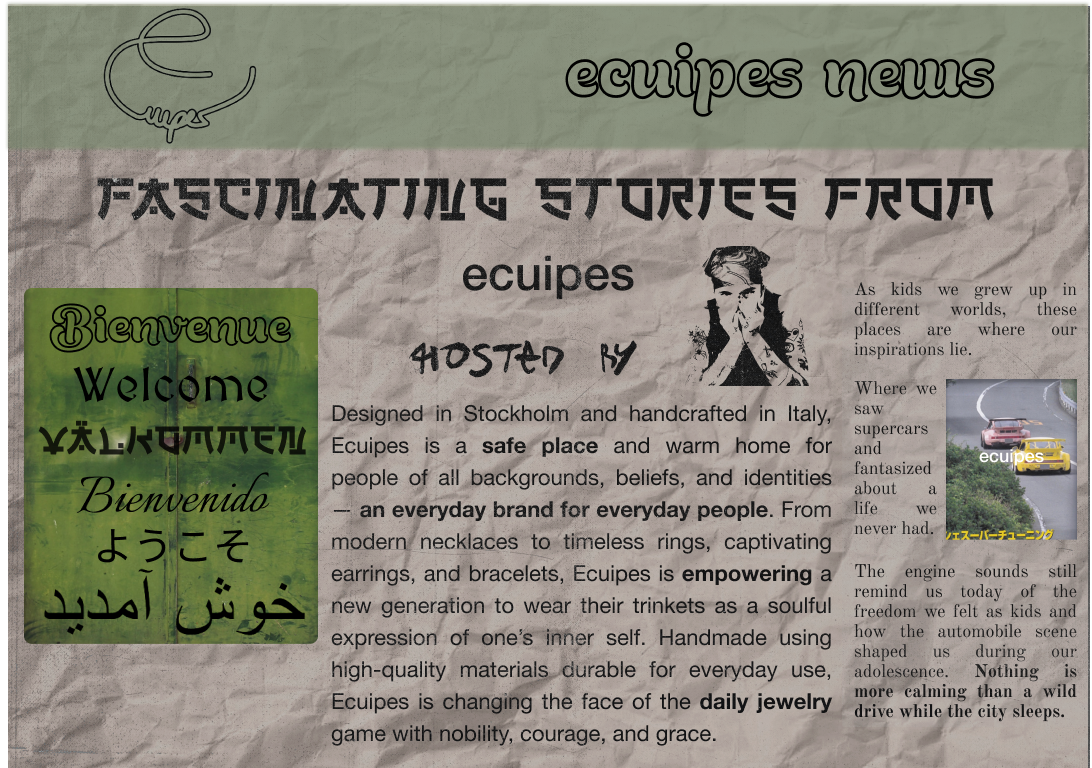 Ecuipes
ecuipes news
FASCINATING STORIES FROM
ecuipes
HOSTED BY
Bienvenue
Welcome
VÄLKOMMEN
Bienvenido
ようこそ
خوش آمدید
Designed in Stockholm and handcrafted in Italy,
Ecuipes is a safe place and warm home for
people of all backgrounds, beliefs, and identities
— an everyday brand for everyday people. From
modern necklaces to timeless rings, captivating
earrings, and bracelets, Ecuipes is empowering a
new generation to wear their trinkets as a soulful
expression of one’s inner self. Handmade using
high-quality materials durable for everyday use,
Ecuipes is changing the face of the daily jewelry
game with nobility, courage, and grace.
As kids we grew up in
different worlds, these
places are where our
inspirations lie.
Where we
saw
supercars
and
fantasized
about a
life we
never had.
ecuipes
ェスーパーチューニング
The engine sounds still
remind us today of the
freedom we felt as kids and
how the automobile scene
shaped us during our
adolescence. Nothing is
more calming than a wild
drive while the city sleeps.